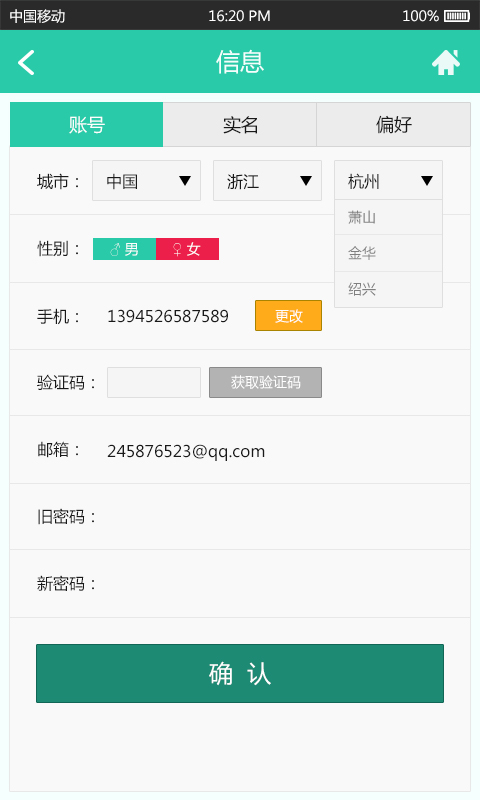 中国移动 16:20 PM 100%
信息
账号 实名 偏好
城市： 中国 浙江 杭州
萧山
性别： ♂男 ♀女
金华
绍兴
手机： 1394526587589 更改
验证码： 获取验证码
邮箱： 245876523@qq.com
旧密码：
新密码：
确 认